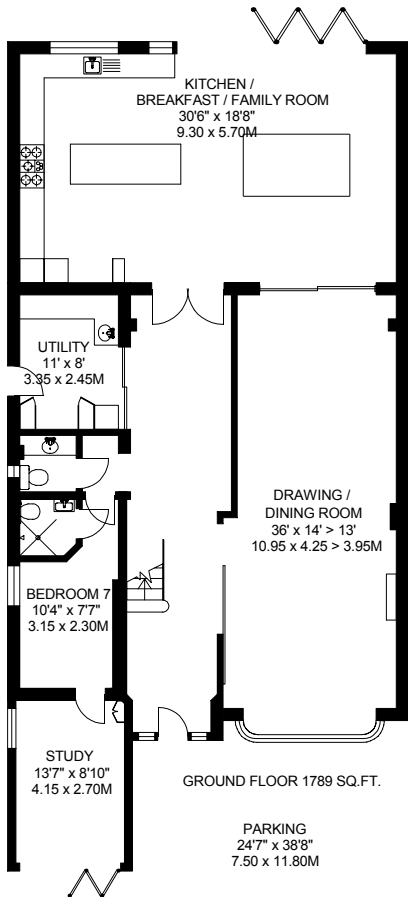 KITCHEN /
BREAKFAST / FAMILY ROOM
30'6" x 18'8"
9.30 x 5.70M
UTILITY
11' x 8'
3.35 x 2.45M
DRAWING /
DINING ROOM
36' x 14' > 13'
10.95 x 4.25 > 3.95M
BEDROOM 7
10'4" x 7'7"
3.15 x 2.30M
STUDY
13'7" x 8'10"
4.15 x 2.70M
GROUND FLOOR 1789 SQ.FT.
PARKING
24'7" x 38'8"
7.50 x 11.80M